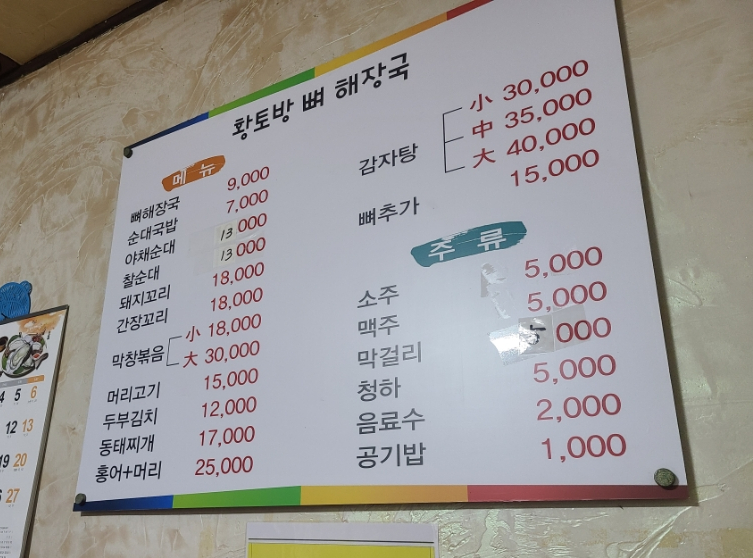 황토방 뼈 해장국
메 뉴
뼈해장국 9,000
순대국밥 7,000
야채순대 13 000
찰순대 13 000
돼지꼬리 18,000
간장꼬리 18,000
막창볶음 小 18,000
大 30,000
머리고기 15,000
두부김치 12,000
동태찌개 17,000
홍어+머리 25,000
감자탕 小 30,000
中 35,000
大 40,000
뼈추가 15,000
주 류
소주 5,000
맥주 5,000
막걸리 5 000
청하 5,000
음료수 2,000
공기밥 1,000
4 5 6
12 13
19 20
27